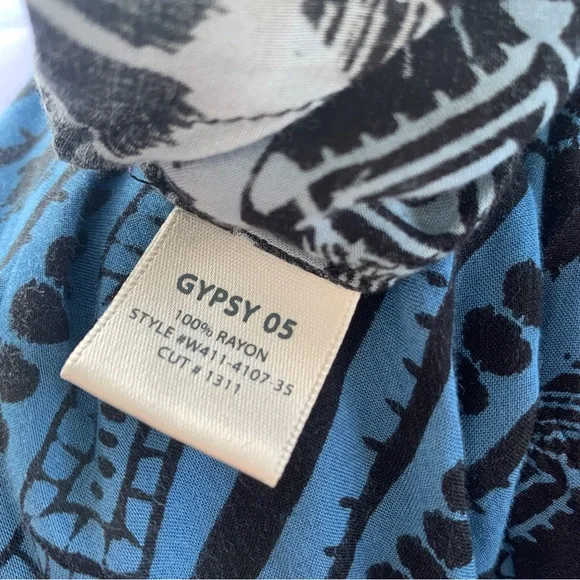 GYPSY 05
100% RAYON
STYLE #W411-4107-35
CUT # 1311